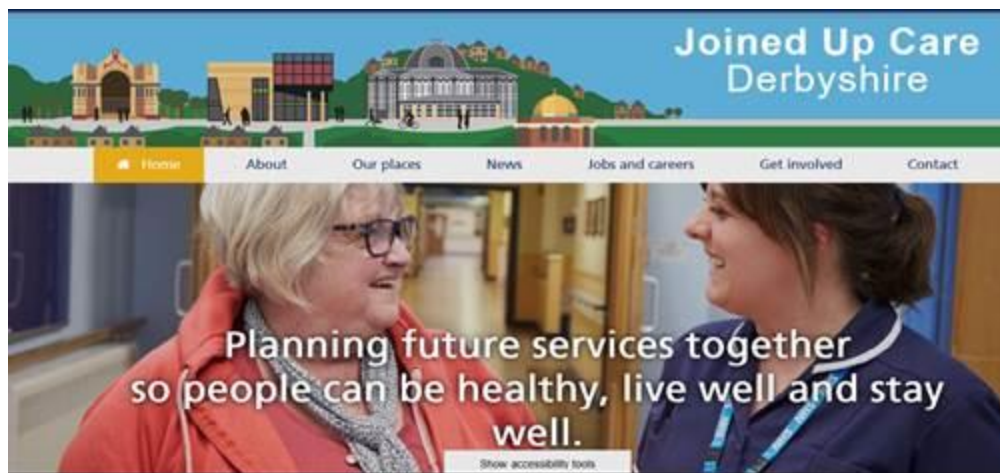 Joined Up Care
Derbyshire
Home About Our places News Jobs and careers Get involved Contact
Planning future services together
so people can be healthy, live well and stay
well.
Show accessibility tools